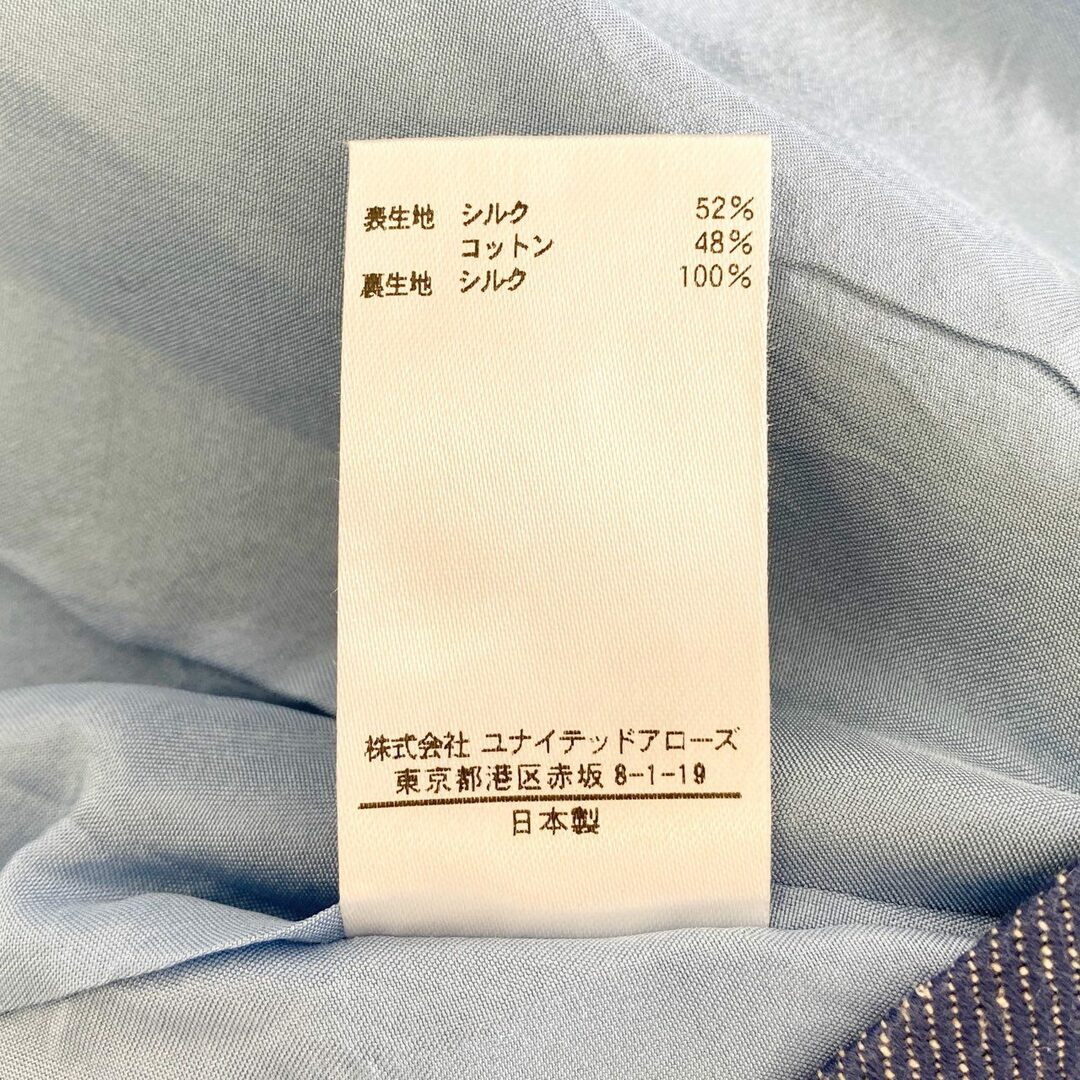 表生地 シルク 52%
コットン 48%
裏生地 シルク 100%
株式会社 ユナイテッドアローズ
東京都港区赤坂 8-1-19
日本製